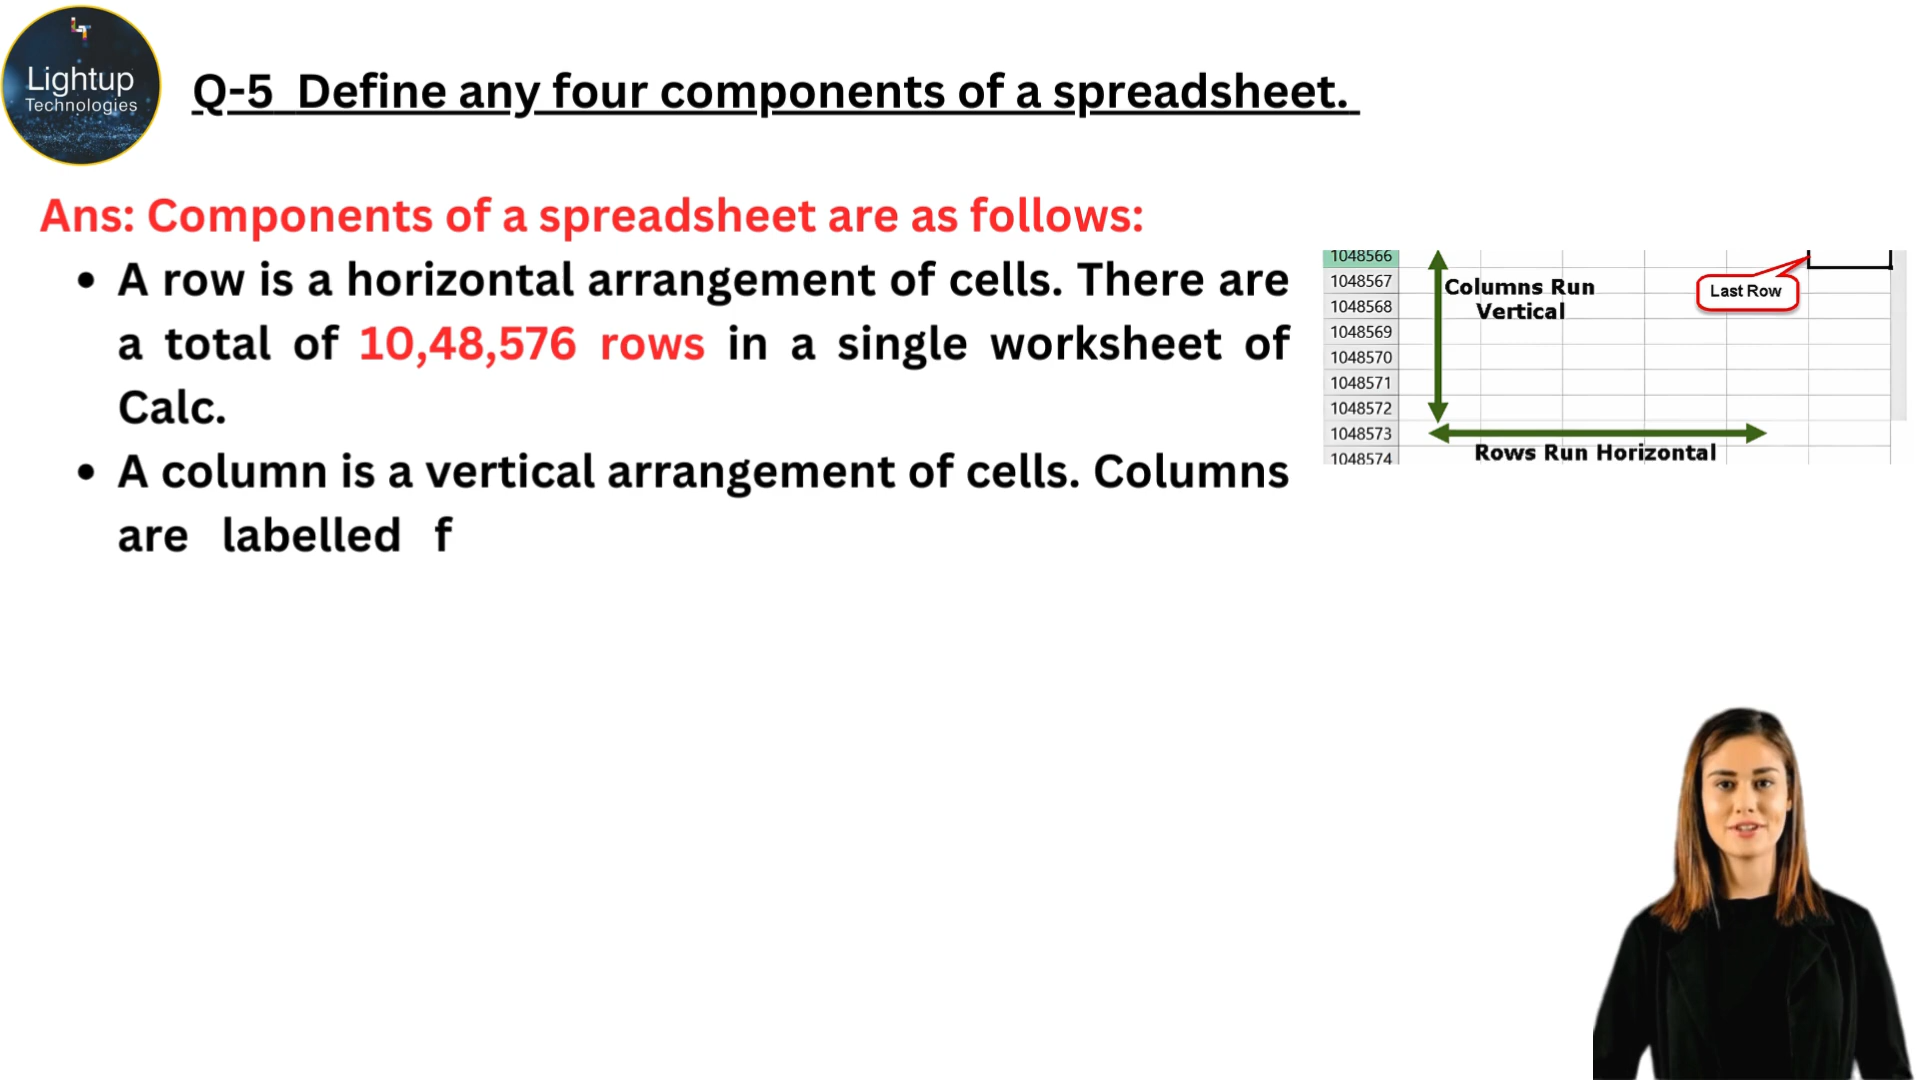 Lightup
Technologies
Q-5 Define any four components of a spreadsheet.
Ans: Components of a spreadsheet are as follows:
• A row is a horizontal arrangement of cells. There are
a total of 10,48,576 rows in a single worksheet of
Calc.
• A column is a vertical arrangement of cells. Columns
are labelled f
1048566
1048567
1048568
1048569
1048570
1048571
1048572
1048573
1048574
Columns Run
Vertical
Last Row
Rows Run Horizontal